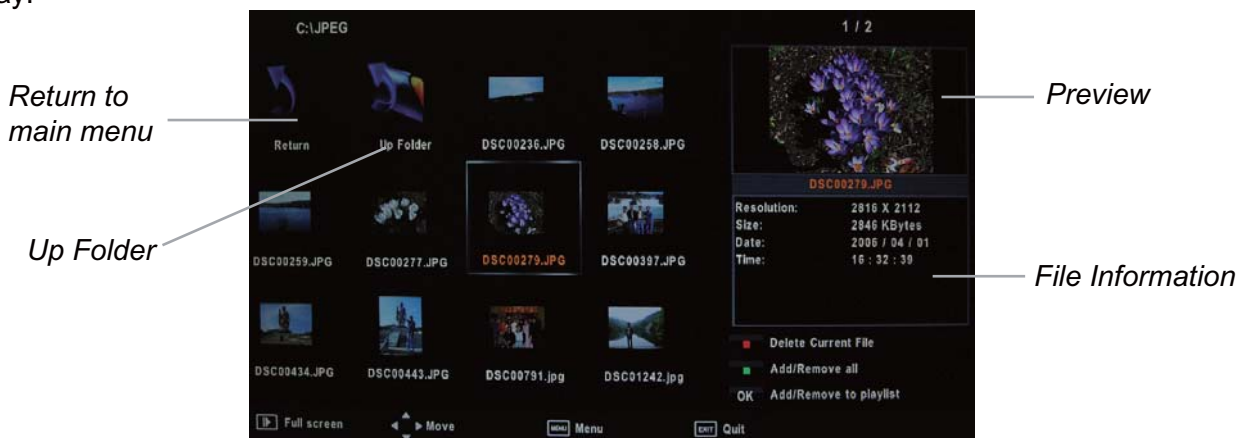 ay.
C:\JPEG
1 / 2
Return to
main menu
Preview
Return
Up Folder
DSC00236.JPG
DSC00258.JPG
DSC00279.JPG
Resolution: 2816 X 2112
Size: 2846 KBytes
Date: 2006 / 04 / 01
Time: 16 : 32 : 39
Up Folder
DSC00259.JPG
DSC00277.JPG
DSC00279.JPG
DSC00397.JPG
File Information
Delete Current File
Add/Remove all
OK Add/Remove to playlist
DSC00434.JPG
DSC00443.JPG
DSC00791.jpg
DSC01242.jpg
Full screen
Move
MENU Menu
EXIT Quit